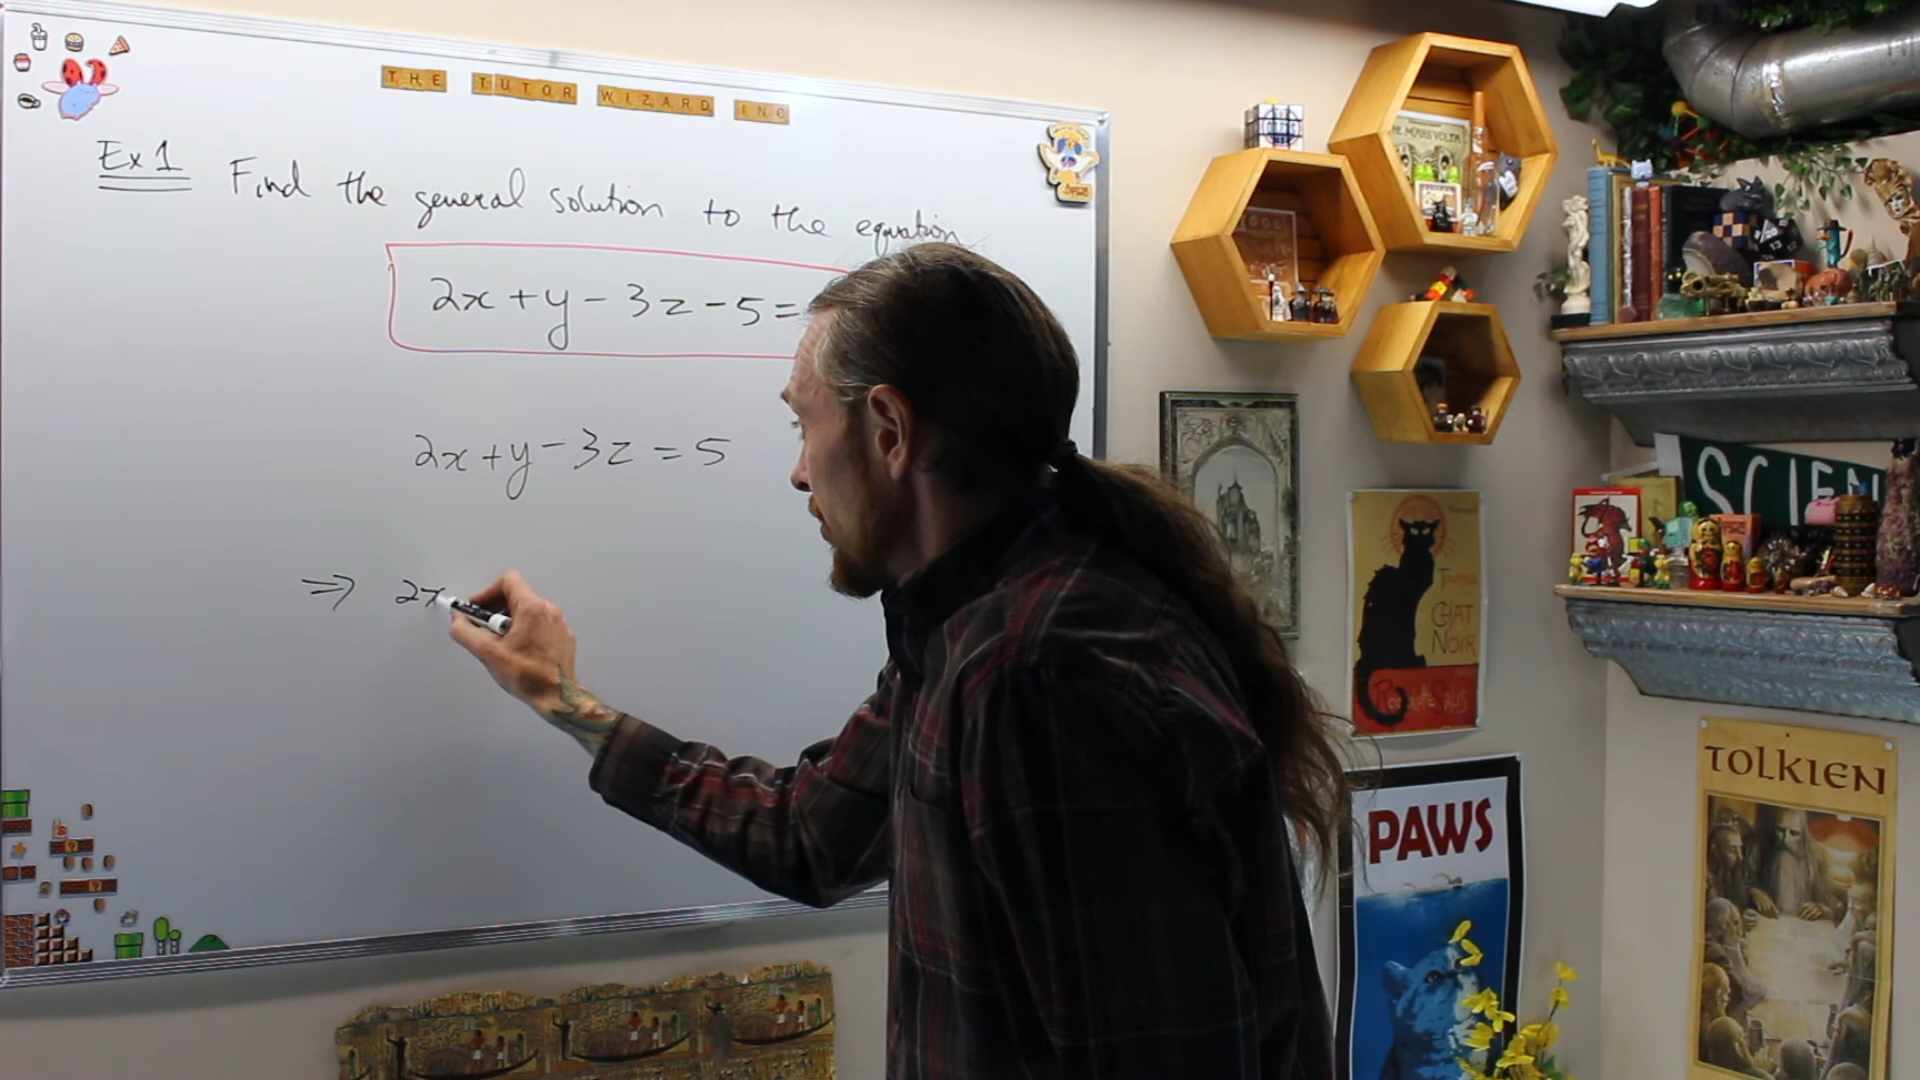 THE TUTOR WIZARD INC
Ex 1 Find the general solution to the equation
2x + y - 3z - 5 =
2x + y - 3z = 5
⇒ 2x
SCIEN
CHAT
NOIR
TOLKIEN
PAWS